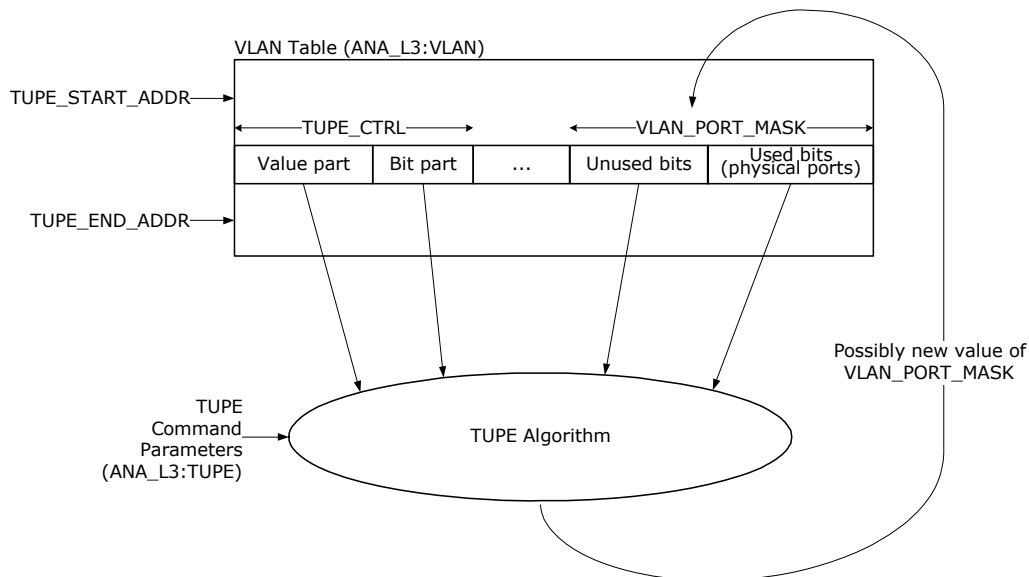 VLAN Table (ANA_L3:VLAN)
TUPE_START_ADDR
TUPE_CTRL
VLAN_PORT_MASK
Value part
Bit part
...
Unused bits
Used bits
(physical ports)
TUPE_END_ADDR
Possibly new value of
VLAN_PORT_MASK
TUPE
Command
Parameters
(ANA_L3:TUPE)
TUPE Algorithm